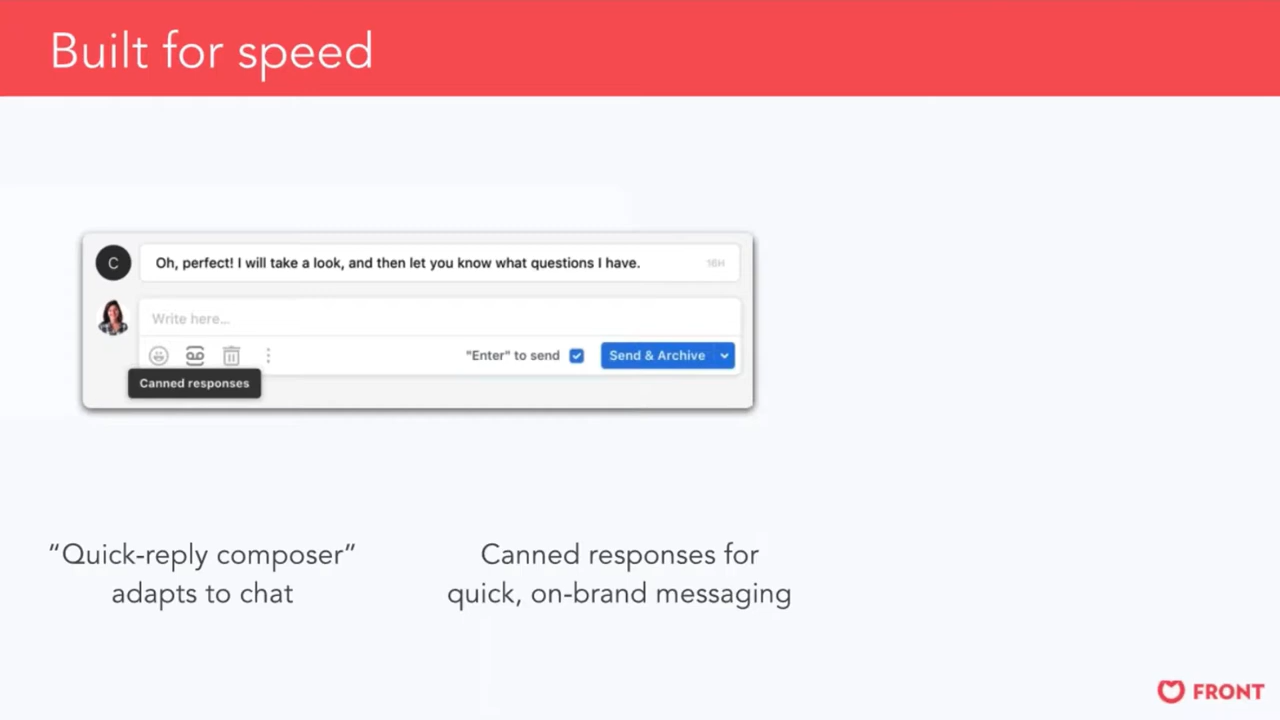 Built for speed
C
Oh, perfect! I will take a look, and then let you know what questions I have.
16H
Write here...
"Enter" to send
Send & Archive
Canned responses
“Quick-reply composer”
adapts to chat
Canned responses for
quick, on-brand messaging
FRONT